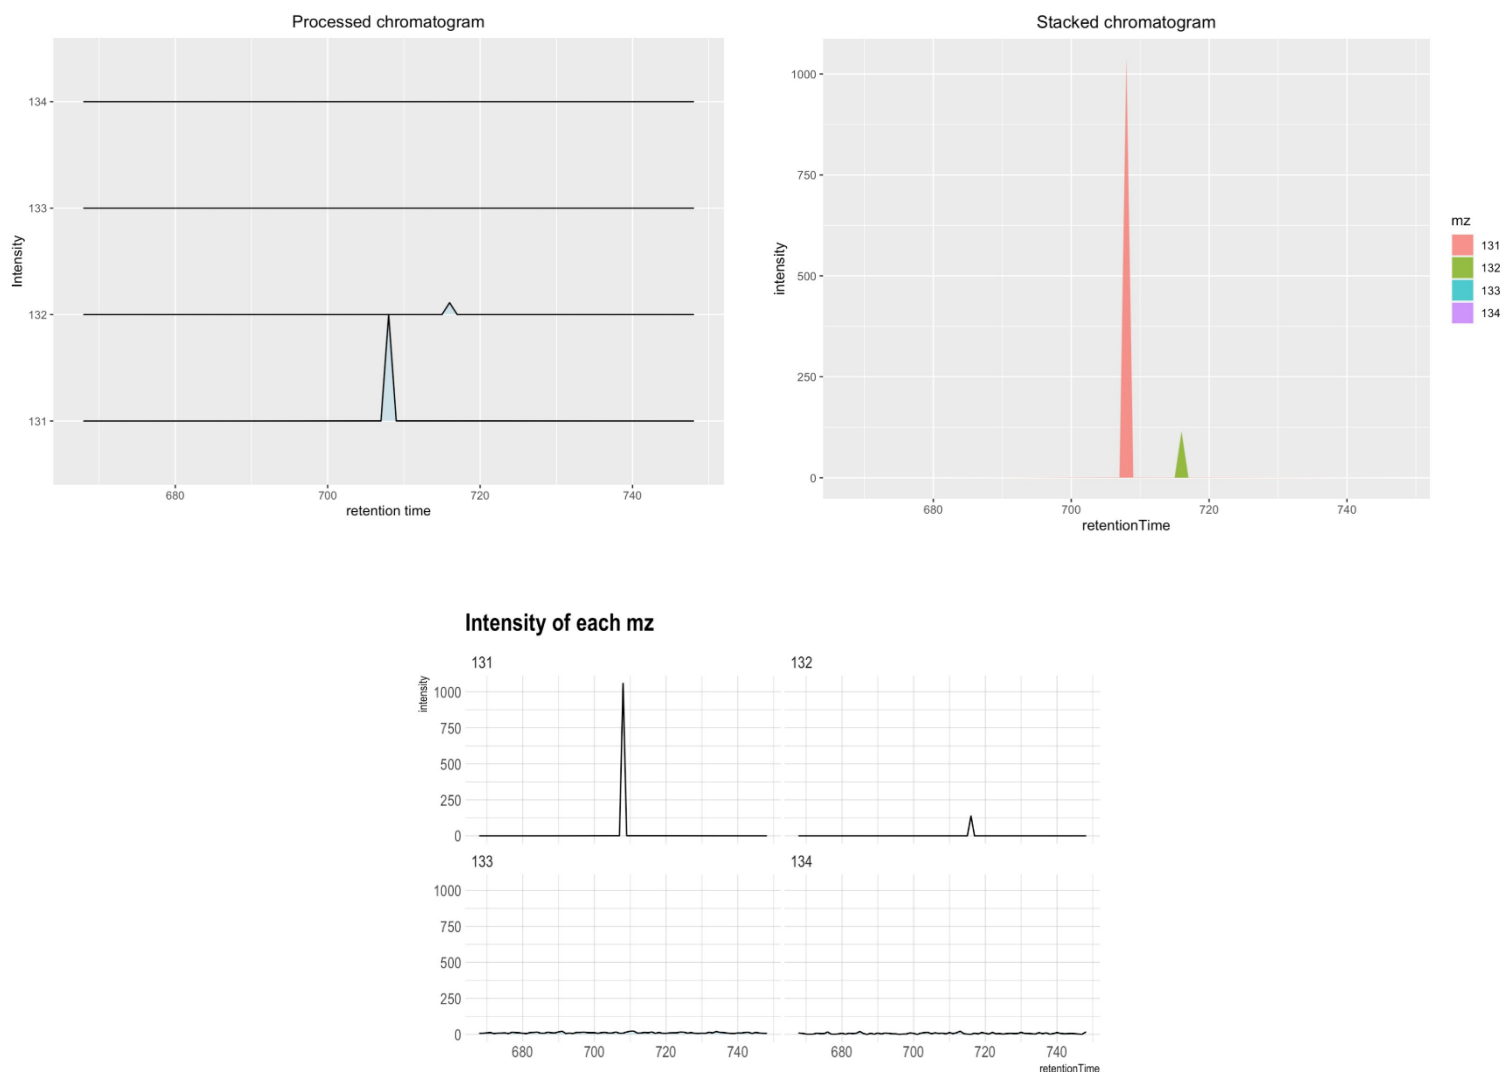 Processed chromatogram
Intensity
134
133
132
131
680 700 720 740
retention time
Stacked chromatogram
intensity
1000
750
500
250
0
680 700 720 740
retentionTime
mz
131
132
133
134
Intensity of each mz
131 132
intensity
1000
750
500
250
0
133 134
1000
750
500
250
0
680 700 720 740 680 700 720 740
retentionTime